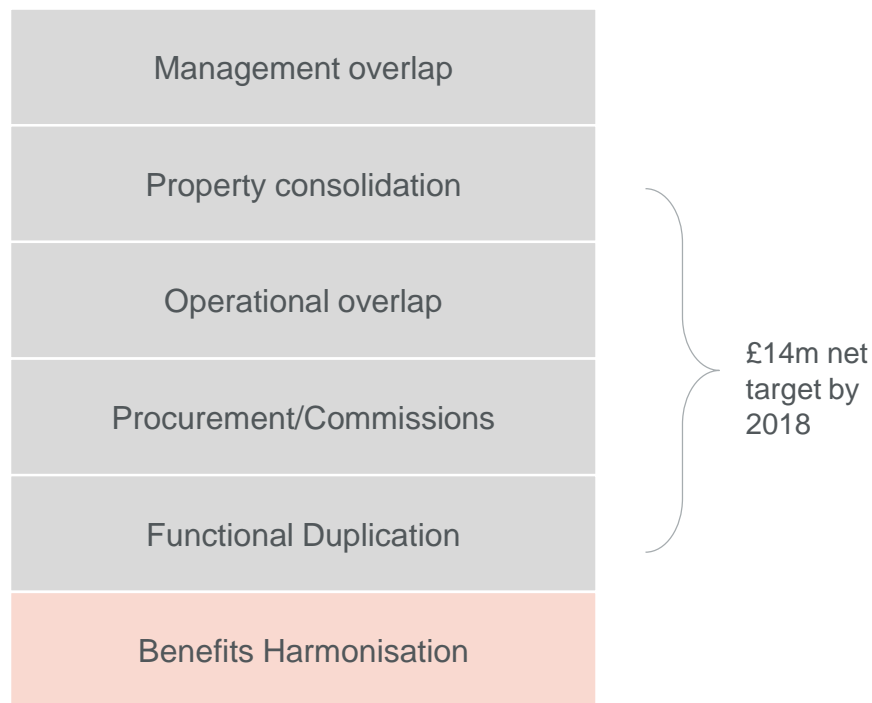 Management overlap
Property consolidation
Operational overlap
Procurement/Commissions
Functional Duplication
Benefits Harmonisation
£14m net
target by
2018